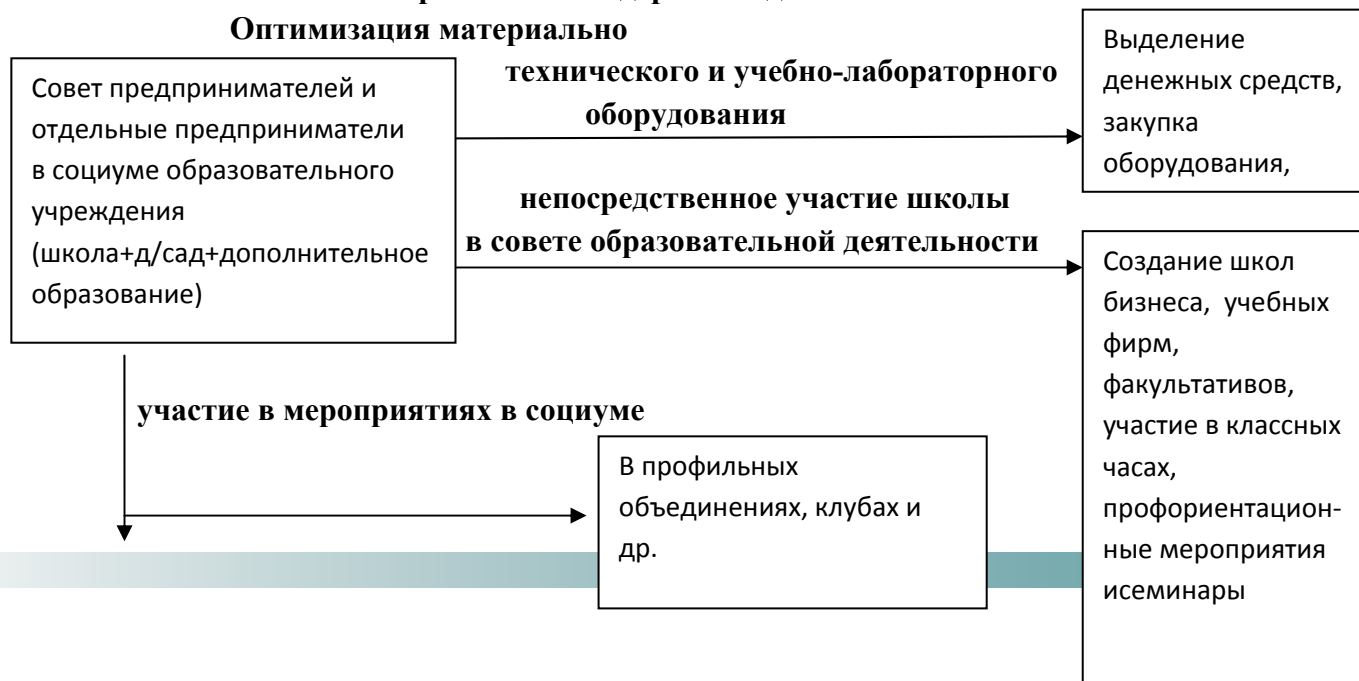 Оптимизация материально
технического и учебно-лабораторного
оборудования
Совет предпринимателей и
отдельные предприниматели
в социуме образовательного
учреждения
(школа+д/сад+дополнительное
образование)
Выделение
денежных средств,
закупка
оборудования,
непосредственное участие школы
в совете образовательной деятельности
Создание школ
бизнеса, учебных
фирм,
факультативов,
участие в классных
часах,
профориентацион-
ные мероприятия
исеминары
участие в мероприятиях в социуме
В профильных
объединениях, клубах и
др.